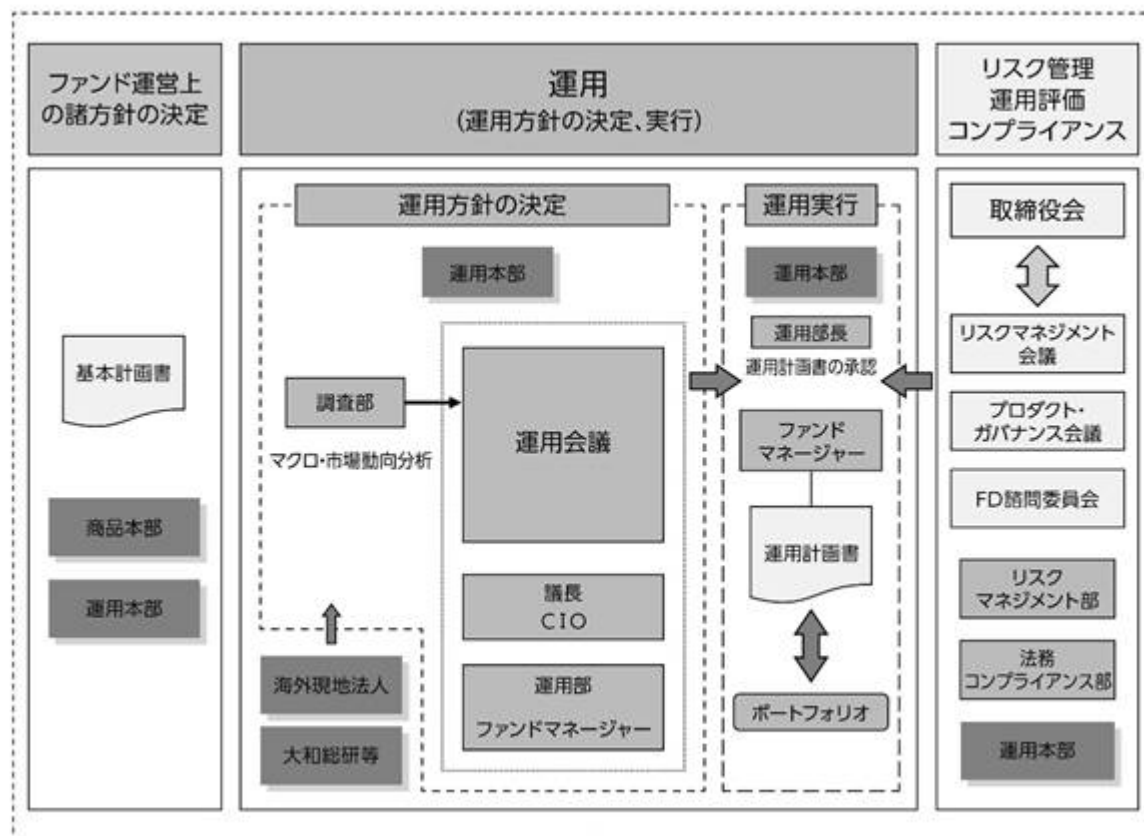 ファンド運営上
の諸方針の決定
運用
(運用方針の決定、実行)
リスク管理
運用評価
コンプライアンス
基本計画書
商品本部
運用本部
運用方針の決定
運用本部
調査部
マクロ・市場動向分析
運用会議
議長
CIO
運用部
ファンドマネージャー
海外現地法人
大和総研等
運用実行
運用本部
運用部長
運用計画書の承認
ファンド
マネージャー
運用計画書
ポートフォリオ
取締役会
リスクマネジメント
会議
プロダクト・
ガバナンス会議
FD諮問委員会
リスク
マネジメント部
法務
コンプライアンス部
運用本部